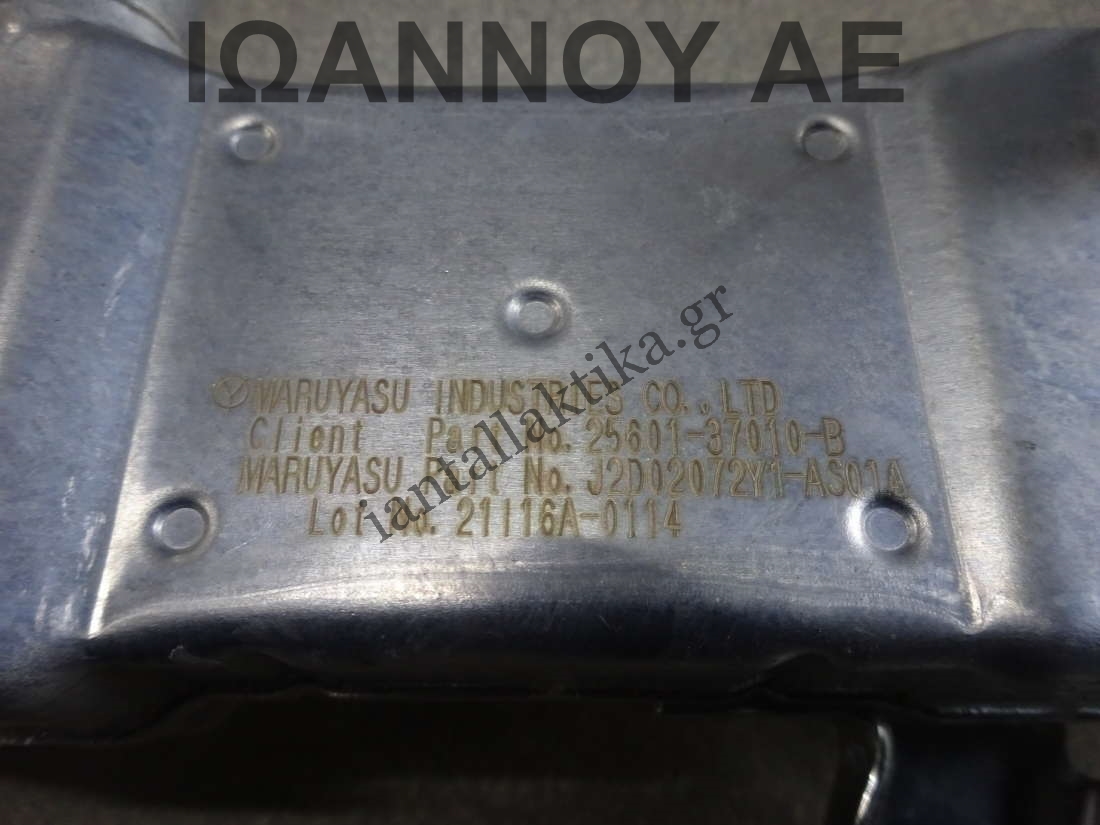 ΙΩΑΝΝΟΥ ΑΕ
MARUYASU INDUSTRIES CO.,LTD
Client Part No. 25601-37010-B
MARUYASU Part No. J2D02072Y1-AS01A
Lot No. 21116A-0114
iantallaktika.gr